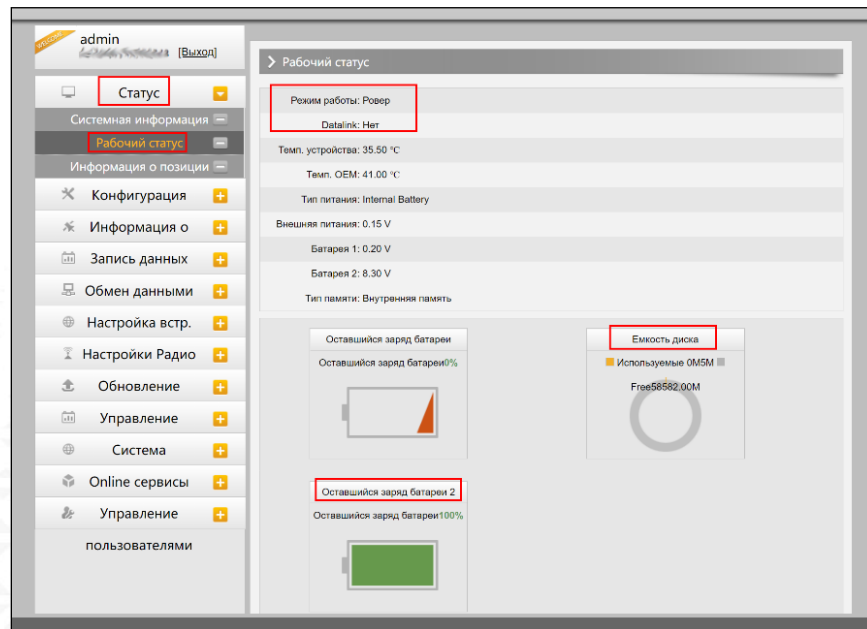 WELCOME
admin
[Выход]
Статус
Системная информация
Рабочий статус
Информация о позиции
Конфигурация
Информация о
Запись данных
Обмен данными
Настройка встр.
Настройки Радио
Обновление
Управление
Система
Online сервисы
Управление
пользователями
Рабочий статус
Режим работы: Ровер
Datalink: Нет
Темп. устройства: 35.50 °C
Темп. OEM: 41.00 °C
Тип питания: Internal Battery
Внешняя питания: 0.15 V
Батарея 1: 0.20 V
Батарея 2: 8.30 V
Тип памяти: Внутренняя память
Оставшийся заряд батареи
Оставшийся заряд батареи0%
Емкость диска
Используемые 0M5M
Free58582.00M
Оставшийся заряд батареи 2
Оставшийся заряд батареи100%